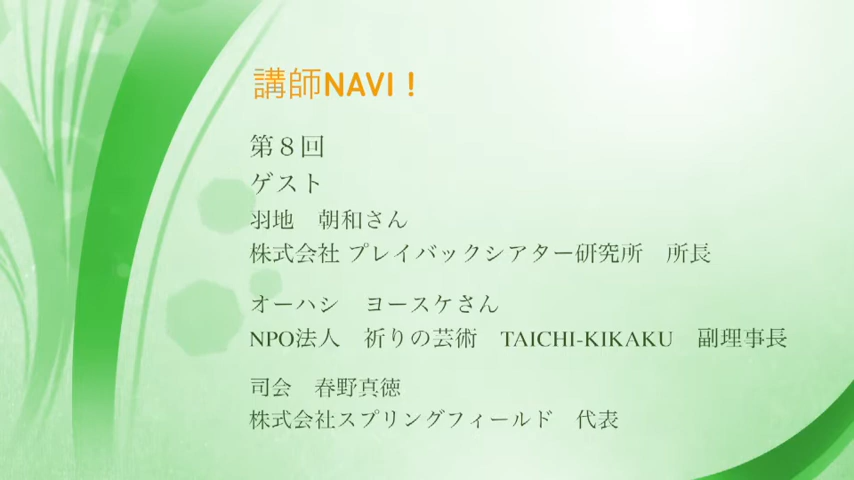 講師NAVI！
第８回
ゲスト
羽地　朝和さん
株式会社 プレイバックシアター研究所　所長
オーハシ　ヨースケさん
NPO法人　祈りの芸術　TAICHI-KIKAKU　副理事長
司会　春野真徳
株式会社スプリングフィールド　代表